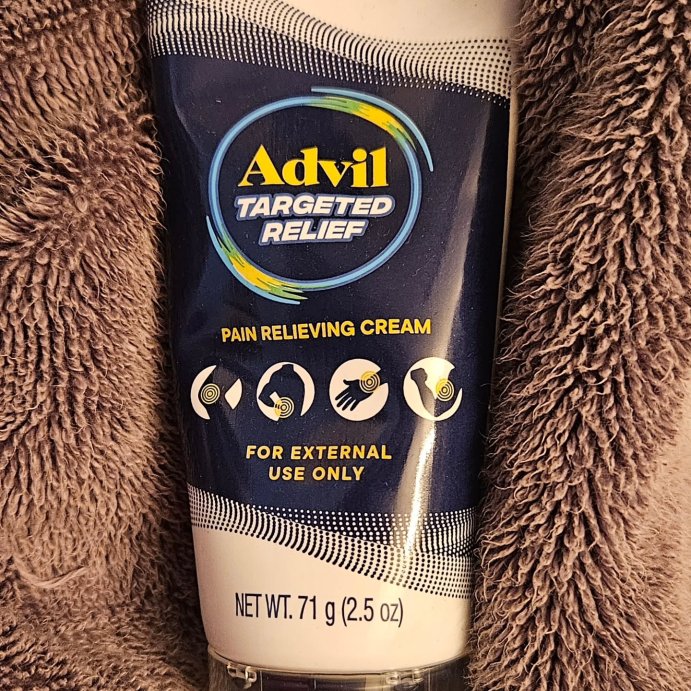 Advil
TARGETED
RELIEF
PAIN RELIEVING CREAM
FOR EXTERNAL
USE ONLY
NET WT. 71 g (2.5 oz)